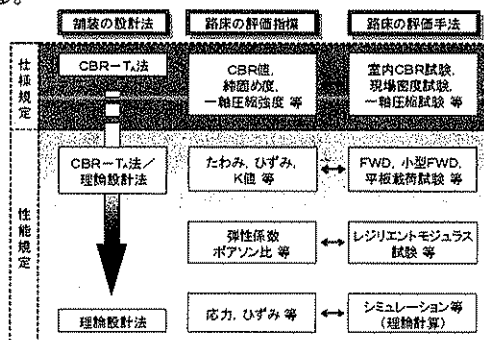 る。
舗装の設計法
路床の評価指標
路床の評価手法
仕様規定
CBR－TA法
CBR値,
締固め度,
一軸圧縮強度 等
室内CBR試験,
現場密度試験,
一軸圧縮試験 等
性能規定
CBR－TA法／
理論設計法
たわみ, ひずみ,
K値 等
FWD, 小型FWD,
平板載荷試験 等
弾性係数
ポアソン比 等
レジリエントモジュラス
試験 等
理論設計法
応力, ひずみ 等
シミュレーション等
(理論計算)